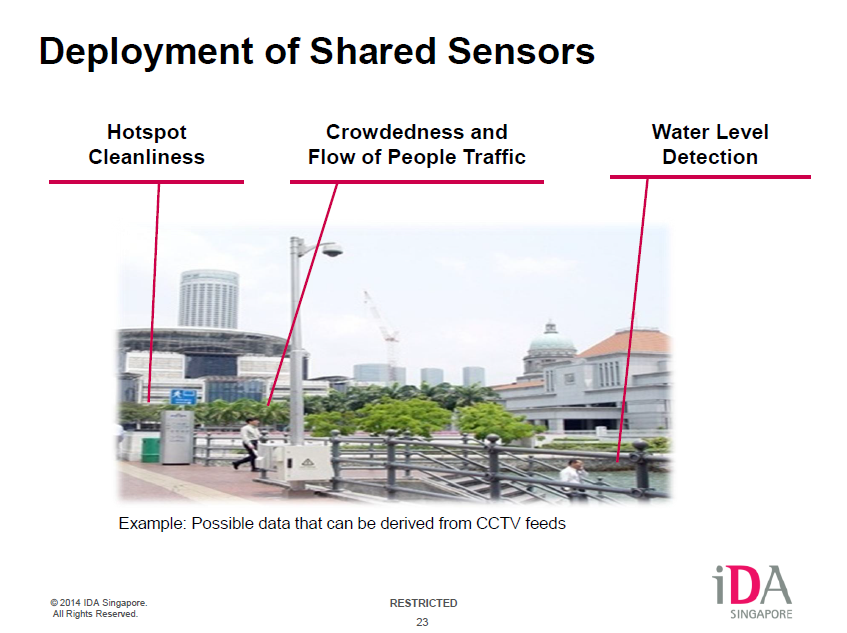 Deployment of Shared Sensors
Hotspot
Cleanliness
Crowdedness and
Flow of People Traffic
Water Level
Detection
Example: Possible data that can be derived from CCTV feeds
© 2014 IDA Singapore.
All Rights Reserved.
RESTRICTED
23
iDA
SINGAPORE